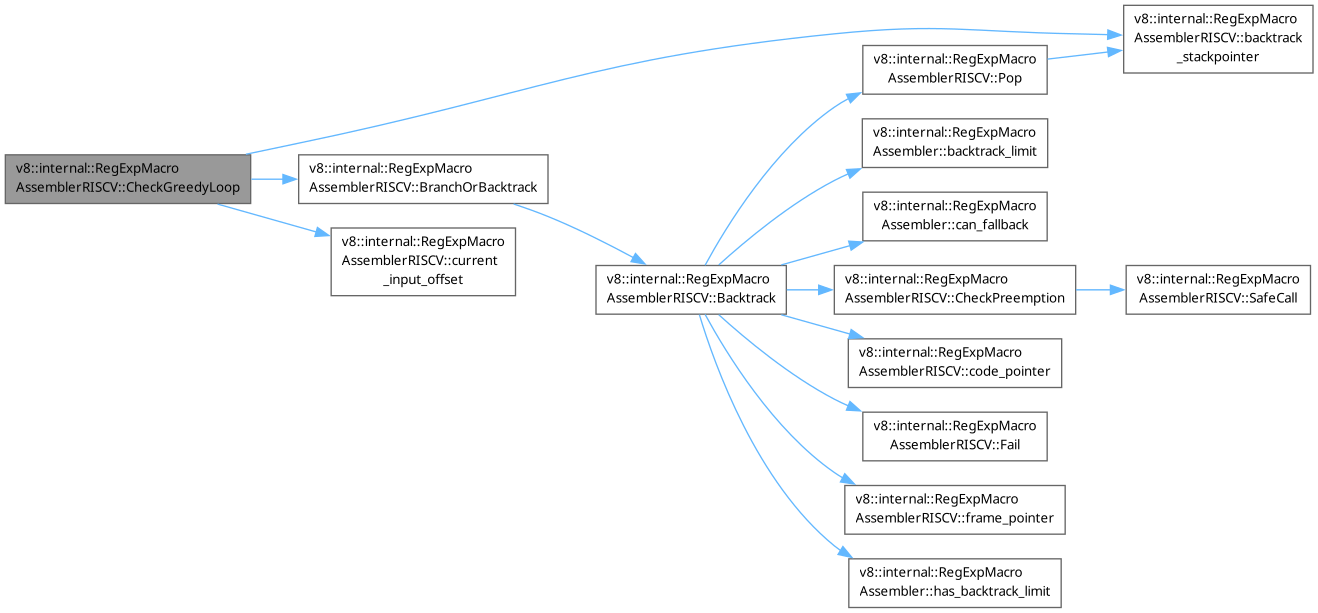 v8::internal::RegExpMacro
AssemblerRISCV::CheckGreedyLoop
v8::internal::RegExpMacro
AssemblerRISCV::BranchOrBacktrack
v8::internal::RegExpMacro
AssemblerRISCV::current
_input_offset
v8::internal::RegExpMacro
AssemblerRISCV::Backtrack
v8::internal::RegExpMacro
AssemblerRISCV::Pop
v8::internal::RegExpMacro
Assembler::backtrack_limit
v8::internal::RegExpMacro
Assembler::can_fallback
v8::internal::RegExpMacro
AssemblerRISCV::CheckPreemption
v8::internal::RegExpMacro
AssemblerRISCV::code_pointer
v8::internal::RegExpMacro
AssemblerRISCV::Fail
v8::internal::RegExpMacro
AssemblerRISCV::frame_pointer
v8::internal::RegExpMacro
Assembler::has_backtrack_limit
v8::internal::RegExpMacro
AssemblerRISCV::backtrack
_stackpointer
v8::internal::RegExpMacro
AssemblerRISCV::SafeCall